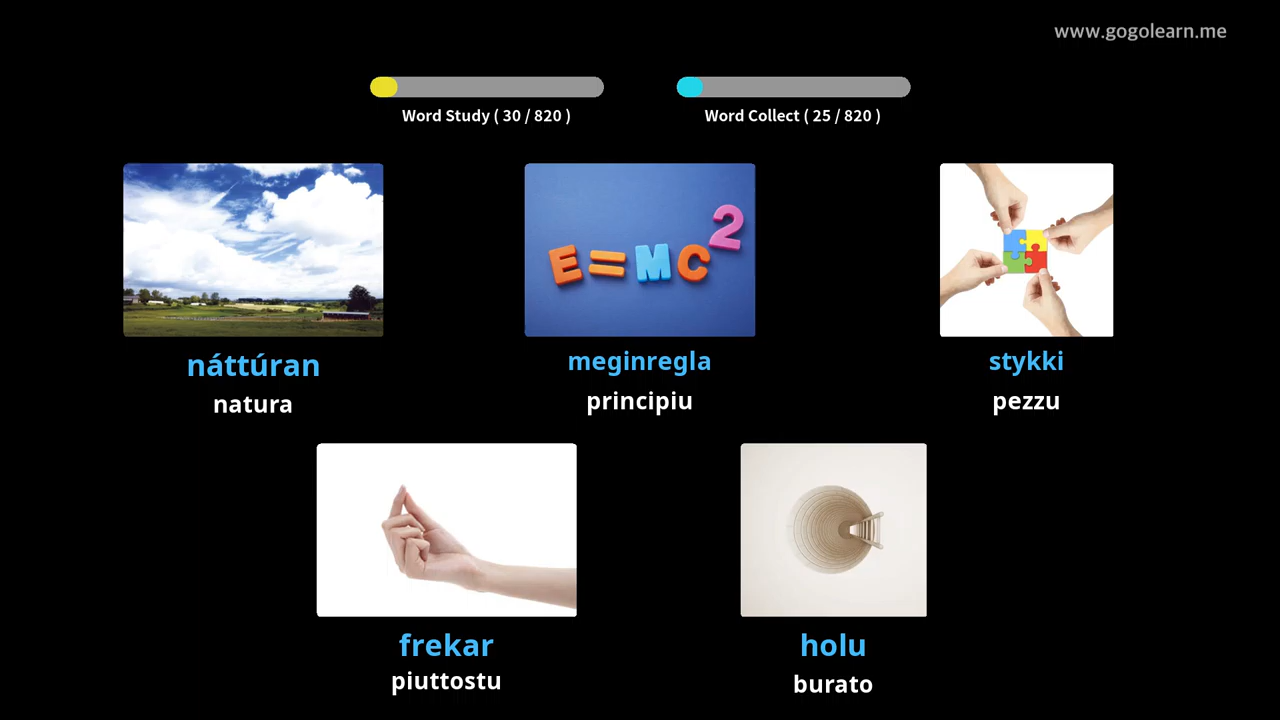 www.gogolearn.me
Word Study ( 30 / 820 )
Word Collect ( 25 / 820 )
E=MC2
náttúran
natura
meginregla
principiu
stykki
pezzu
frekar
piuttostu
holu
burato